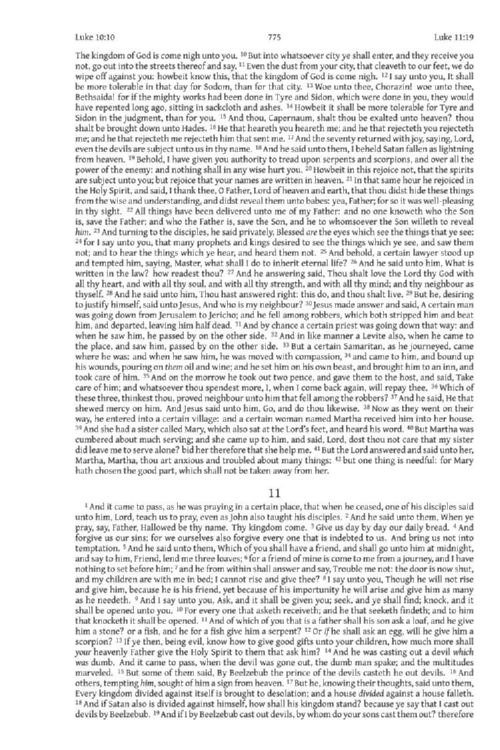 Luke 10:10 775 Luke 11:19
The kingdom of God is come nigh unto you. 10 But into whatsoever city ye shall enter, and they receive you
not, go out into the streets thereof and say, 11 Even the dust from your city, that cleaveth to our feet, we do
wipe off against you: howbeit know this, that the kingdom of God is come nigh. 12 I say unto you, It shall
be more tolerable in that day for Sodom, than for that city. 13 Woe unto thee, Chorazin! woe unto thee,
Bethsaida! for if the mighty works had been done in Tyre and Sidon, which were done in you, they would
have repented long ago, sitting in sackcloth and ashes. 14 Howbeit it shall be more tolerable for Tyre and
Sidon in the judgment, than for you. 15 And thou, Capernaum, shalt thou be exalted unto heaven? thou
shalt be brought down unto Hades. 16 He that heareth you heareth me; and he that rejecteth you rejecteth
me; and he that rejecteth me rejecteth him that sent me. 17 And the seventy returned with joy, saying, Lord,
even the devils are subject unto us in thy name. 18 And he said unto them, I beheld Satan fallen as lightning
from heaven. 19 Behold, I have given you authority to tread upon serpents and scorpions, and over all the
power of the enemy: and nothing shall in any wise hurt you. 20 Howbeit in this rejoice not, that the spirits
are subject unto you; but rejoice that your names are written in heaven. 21 In that same hour he rejoiced in
the Holy Spirit, and said, I thank thee, O Father, Lord of heaven and earth, that thou didst hide these things
from the wise and understanding, and didst reveal them unto babes: yea, Father; for so it was well-pleasing
in thy sight. 22 All things have been delivered unto me of my Father: and no one knoweth who the Son
is, save the Father; and who the Father is, save the Son, and he to whomsoever the Son willeth to reveal
him. 23 And turning to the disciples, he said privately, Blessed are the eyes which see the things that ye see:
24 for I say unto you, that many prophets and kings desired to see the things which ye see, and saw them
not; and to hear the things which ye hear, and heard them not. 25 And behold, a certain lawyer stood up
and tempted him, saying, Master, what shall I do to inherit eternal life? 26 And he said unto him, What is
written in the law? how readest thou? 27 And he answering said, Thou shalt love the Lord thy God with
all thy heart, and with all thy soul, and with all thy strength, and with all thy mind; and thy neighbour as
thyself. 28 And he said unto him, Thou hast answered right: this do, and thou shalt live. 29 But he, desiring
to justify himself, said unto Jesus, And who is my neighbour? 30 Jesus made answer and said, A certain man
was going down from Jerusalem to Jericho; and he fell among robbers, which both stripped him and beat
him, and departed, leaving him half dead. 31 And by chance a certain priest was going down that way: and
when he saw him, he passed by on the other side. 32 And in like manner a Levite also, when he came to
the place, and saw him, passed by on the other side. 33 But a certain Samaritan, as he journeyed, came
where he was: and when he saw him, he was moved with compassion, 34 and came to him, and bound up
his wounds, pouring on them oil and wine; and he set him on his own beast, and brought him to an inn, and
took care of him. 35 And on the morrow he took out two pence, and gave them to the host, and said, Take
care of him; and whatsoever thou spendest more, I, when I come back again, will repay thee. 36 Which of
these three, thinkest thou, proved neighbour unto him that fell among the robbers? 37 And he said, He that
shewed mercy on him. And Jesus said unto him, Go, and do thou likewise. 38 Now as they went on their
way, he entered into a certain village: and a certain woman named Martha received him into her house.
39 And she had a sister called Mary, which also sat at the Lord's feet, and heard his word. 40 But Martha was
cumbered about much serving; and she came up to him, and said, Lord, dost thou not care that my sister
did leave me to serve alone? bid her therefore that she help me. 41 But the Lord answered and said unto her,
Martha, Martha, thou art anxious and troubled about many things: 42 but one thing is needful: for Mary
hath chosen the good part, which shall not be taken away from her.
11
1 And it came to pass, as he was praying in a certain place, that when he ceased, one of his disciples said
unto him, Lord, teach us to pray, even as John also taught his disciples. 2 And he said unto them, When ye
pray, say, Father, Hallowed be thy name. Thy kingdom come. 3 Give us day by day our daily bread. 4 And
forgive us our sins; for we ourselves also forgive every one that is indebted to us. And bring us not into
temptation. 5 And he said unto them, Which of you shall have a friend, and shall go unto him at midnight,
and say to him, Friend, lend me three loaves; 6 for a friend of mine is come to me from a journey, and I have
nothing to set before him; 7 and he from within shall answer and say, Trouble me not: the door is now shut,
and my children are with me in bed; I cannot rise and give thee? 8 I say unto you, Though he will not rise
and give him, because he is his friend, yet because of his importunity he will arise and give him as many
as he needeth. 9 And I say unto you, Ask, and it shall be given you; seek, and ye shall find; knock, and it
shall be opened unto you. 10 For every one that asketh receiveth; and he that seeketh findeth; and to him
that knocketh it shall be opened. 11 And of which of you that is a father shall his son ask a loaf, and he give
him a stone? or a fish, and he for a fish give him a serpent? 12 Or if he shall ask an egg, will he give him a
scorpion? 13 If ye then, being evil, know how to give good gifts unto your children, how much more shall
your heavenly Father give the Holy Spirit to them that ask him? 14 And he was casting out a devil which
was dumb. And it came to pass, when the devil was gone out, the dumb man spake; and the multitudes
marveled. 15 But some of them said, By Beelzebub the prince of the devils casteth he out devils. 16 And
others, tempting him, sought of him a sign from heaven. 17 But he, knowing their thoughts, said unto them,
Every kingdom divided against itself is brought to desolation; and a house divided against a house falleth.
18 And if Satan also is divided against himself, how shall his kingdom stand? because ye say that I cast out
devils by Beelzebub. 19 And if I by Beelzebub cast out devils, by whom do your sons cast them out? therefore